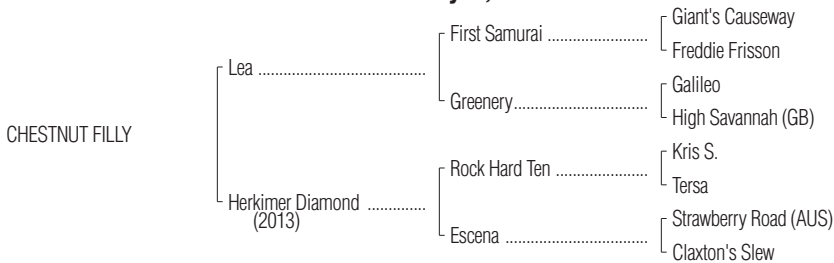 Giant's Causeway
First Samurai ........................
Freddie Frisson
Lea .......................................
Galileo
Greenery................................
High Savannah (GB)
CHESTNUT FILLY
Kris S.
Rock Hard Ten ......................
Tersa
Herkimer Diamond ..............
(2013)
Strawberry Road (AUS)
Escena ..................................
Claxton's Slew